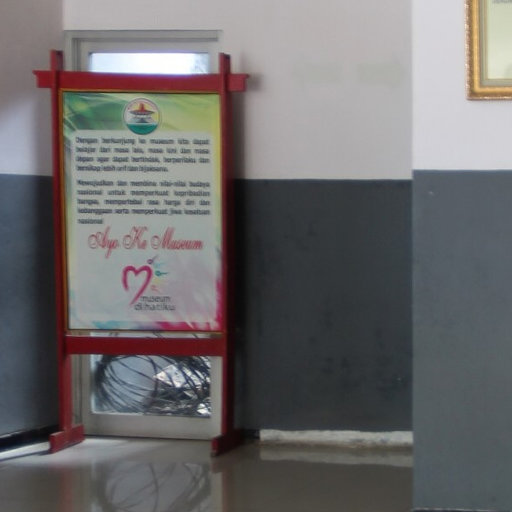 Dengan berkunjung ke museum kita dapat
belajar dari masa lalu, masa kini dan masa
depan agar dapat bertindak, berperilaku dan
bersikap lebih arif dan bijaksana.
Mewujudkan dan membina nilai-nilai budaya
nasional untuk memperkuat kepribadian
bangsa, mempertebal rasa harga diri dan
kebanggaan serta memperkuat jiwa kesatuan
nasional
Ayo Ke Museum
museum
di hatiku